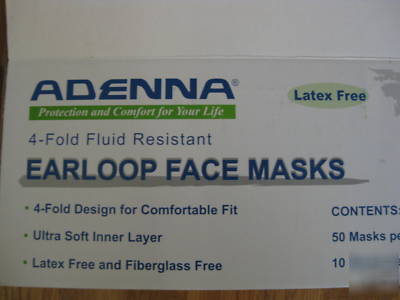 ADENNA®
Protection and Comfort for Your Life
Latex Free
4-Fold Fluid Resistant
EARLOOP FACE MASKS
• 4-Fold Design for Comfortable Fit
CONTENTS:
• Ultra Soft Inner Layer
50 Masks pe
• Latex Free and Fiberglass Free
10